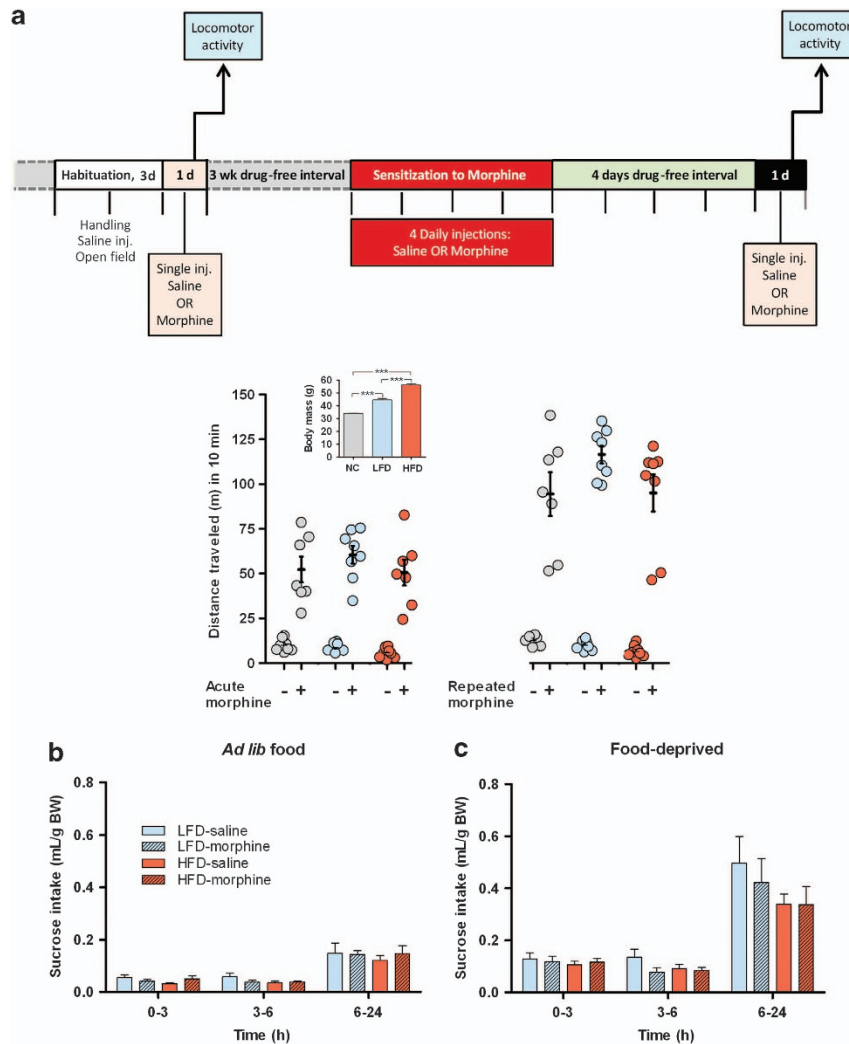 a
Locomotor
activity
Locomotor
activity
Habituation, 3d
1 d
3 wk drug-free interval
Sensitization to Morphine
4 days drug-free interval
1 d
Handling
Saline inj.
Open field
4 Daily injections:
Saline OR Morphine
Single inj.
Saline
OR
Morphine
Single inj.
Saline
OR
Morphine
Distance traveled (m) in 10 min
150
125
100
75
50
25
0
Body mass (g)
60
50
40
30
20
10
0
***
***
***
NC LFD HFD
Acute
morphine
- + - + - +
Repeated
morphine
- + - + - +
b
Ad lib food
Sucrose intake (mL/g BW)
0.8
0.6
0.4
0.2
0.0
LFD-saline
LFD-morphine
HFD-saline
HFD-morphine
0-3 3-6 6-24
Time (h)
c
Food-deprived
Sucrose intake (mL/g BW)
0.8
0.6
0.4
0.2
0.0
0-3 3-6 6-24
Time (h)